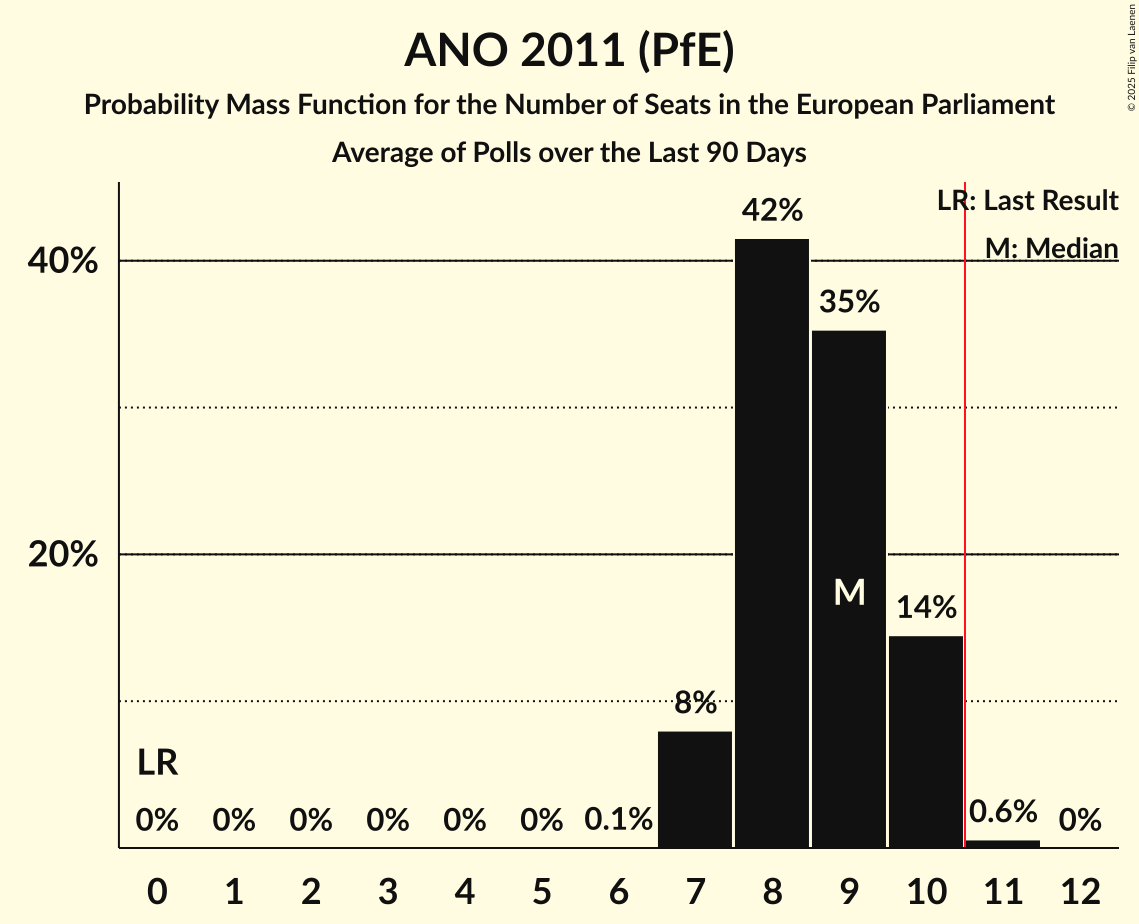 ANO 2011 (PfE)
Probability Mass Function for the Number of Seats in the European Parliament
Average of Polls over the Last 90 Days
© 2025 Filip van Laenen
LR: Last Result
M: Median
40%
20%
42%
35%
M
14%
8%
LR
0% 0% 0% 0% 0% 0% 0.1% 0.6% 0%
0 1 2 3 4 5 6 7 8 9 10 11 12